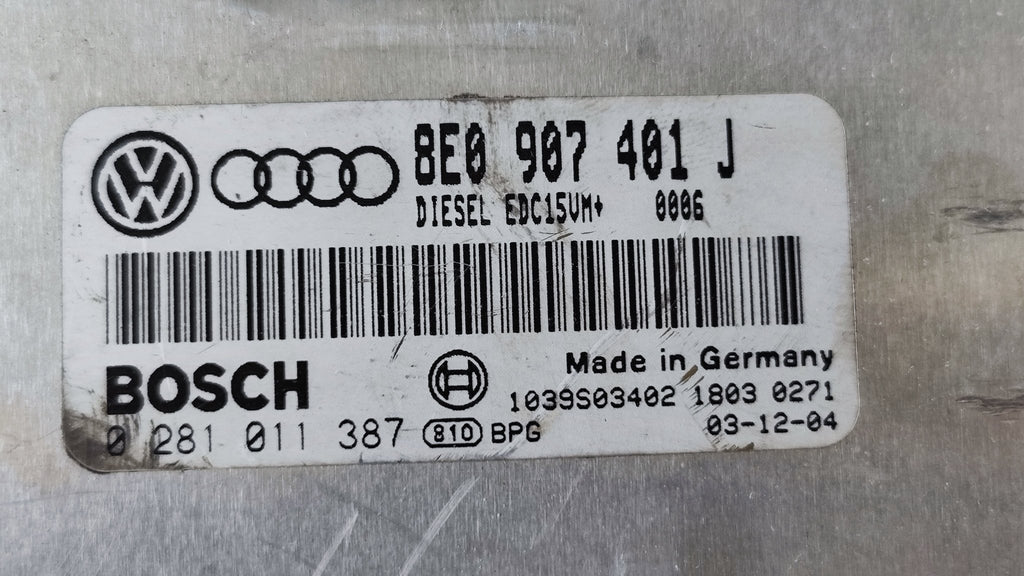 8E0 907 401 J
DIESEL EDC15VM+ 0006
BOSCH
Made in Germany
1039S03402 1803 0271
0 281 011 387 810 BPG
03-12-04